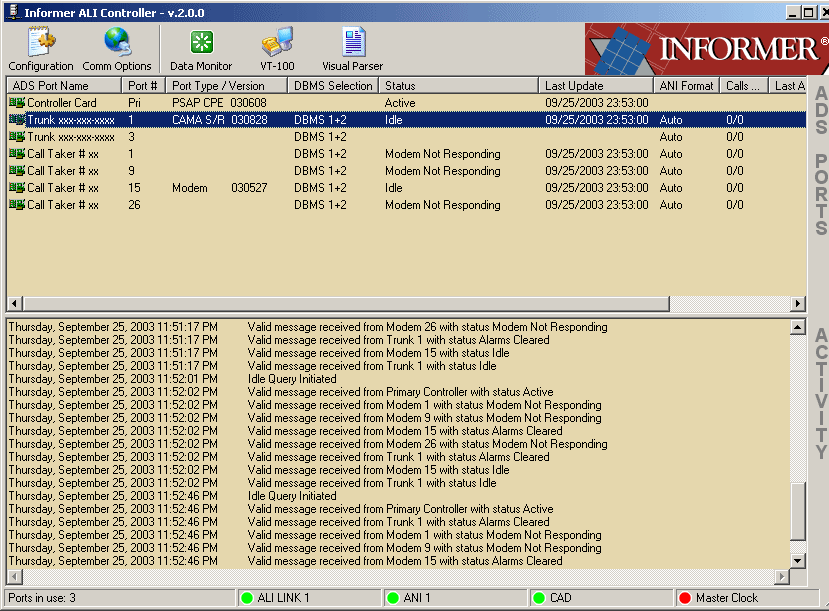 Informer ALI Controller - v.2.0.0
Configuration Comm Options Data Monitor VT-100 Visual Parser
INFORMER®
ADS Port Name Port # Port Type / Version DBMS Selection Status Last Update ANI Format Calls ... Last A
Controller Card Pri PSAP CPE 030608 Active 09/25/2003 23:53:00
Trunk xxx-xxx-xxxx 1 CAMA S/R 030828 DBMS 1+2 Idle 09/25/2003 23:53:00 Auto 0/0
Trunk xxx-xxx-xxxx 3 DBMS 1+2 Auto 0/0
Call Taker # xx 1 DBMS 1+2 Modem Not Responding 09/25/2003 23:53:00 Auto 0/0
Call Taker # xx 9 DBMS 1+2 Modem Not Responding 09/25/2003 23:53:00 Auto 0/0
Call Taker # xx 15 Modem 030527 DBMS 1+2 Idle 09/25/2003 23:53:00 Auto 0/0
Call Taker # xx 26 DBMS 1+2 Modem Not Responding 09/25/2003 23:53:00 Auto 0/0
ADS PORTS
Thursday, September 25, 2003 11:51:17 PM Valid message received from Modem 26 with status Modem Not Responding
Thursday, September 25, 2003 11:51:17 PM Valid message received from Trunk 1 with status Alarms Cleared
Thursday, September 25, 2003 11:51:17 PM Valid message received from Modem 15 with status Idle
Thursday, September 25, 2003 11:51:17 PM Valid message received from Trunk 1 with status Idle
Thursday, September 25, 2003 11:52:01 PM Idle Query Initiated
Thursday, September 25, 2003 11:52:02 PM Valid message received from Primary Controller with status Active
Thursday, September 25, 2003 11:52:02 PM Valid message received from Modem 1 with status Modem Not Responding
Thursday, September 25, 2003 11:52:02 PM Valid message received from Modem 9 with status Modem Not Responding
Thursday, September 25, 2003 11:52:02 PM Valid message received from Modem 15 with status Alarms Cleared
Thursday, September 25, 2003 11:52:02 PM Valid message received from Modem 26 with status Modem Not Responding
Thursday, September 25, 2003 11:52:02 PM Valid message received from Trunk 1 with status Alarms Cleared
Thursday, September 25, 2003 11:52:02 PM Valid message received from Modem 15 with status Idle
Thursday, September 25, 2003 11:52:02 PM Valid message received from Trunk 1 with status Idle
Thursday, September 25, 2003 11:52:46 PM Idle Query Initiated
Thursday, September 25, 2003 11:52:46 PM Valid message received from Primary Controller with status Active
Thursday, September 25, 2003 11:52:46 PM Valid message received from Trunk 1 with status Alarms Cleared
Thursday, September 25, 2003 11:52:46 PM Valid message received from Modem 1 with status Modem Not Responding
Thursday, September 25, 2003 11:52:46 PM Valid message received from Modem 9 with status Modem Not Responding
Thursday, September 25, 2003 11:52:46 PM Valid message received from Modem 15 with status Alarms Cleared
ACTIVITY
Ports in use: 3 ALI LINK 1 ANI 1 CAD Master Clock